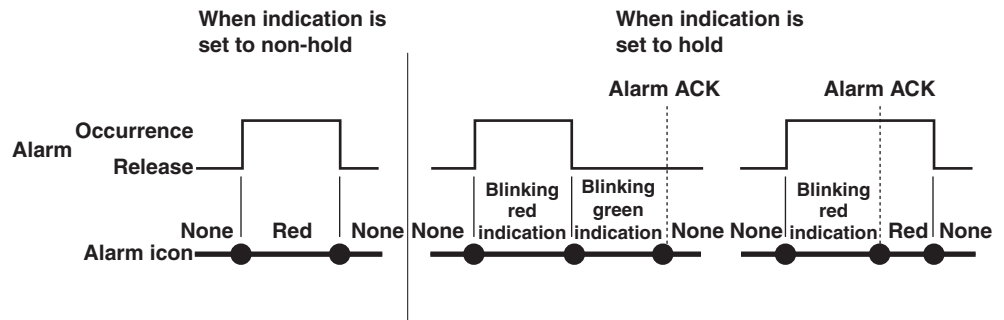 When indication is
set to non-hold
When indication is
set to hold
Alarm ACK
Alarm ACK
Alarm
Occurrence
Release
Blinking
red
indication
Blinking
green
indication
Blinking
red
indication
None
Red
None
None
None
None
Red
None
Alarm icon